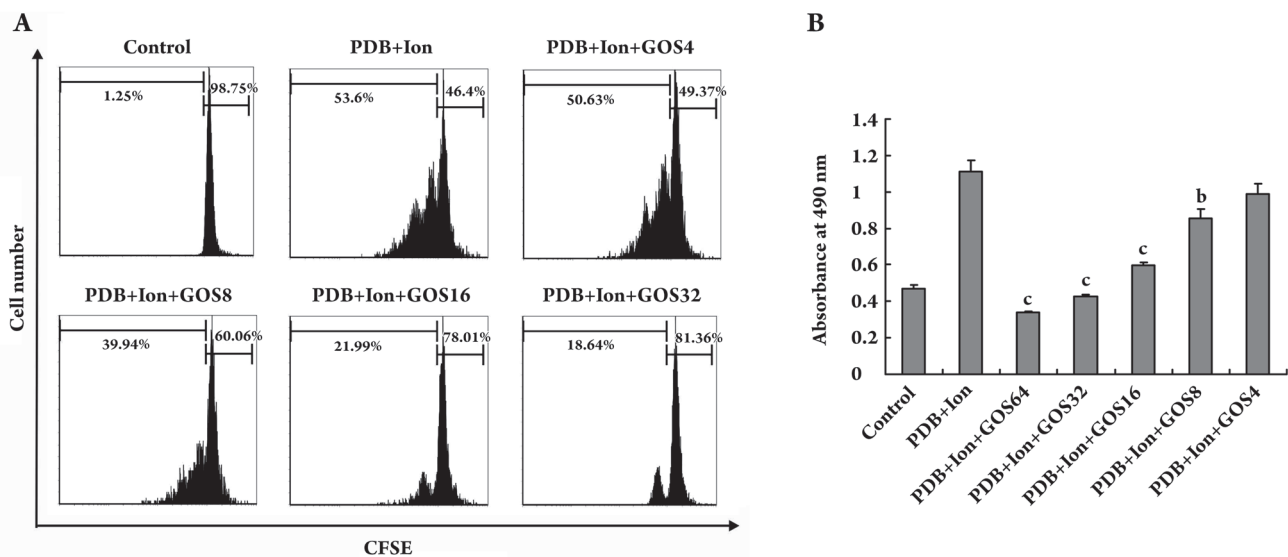 A
Control
1.25%
98.75%
PDB+Ion
53.6%
46.4%
PDB+Ion+GOS4
50.63%
49.37%
PDB+Ion+GOS8
39.94%
60.06%
PDB+Ion+GOS16
21.99%
78.01%
PDB+Ion+GOS32
18.64%
81.36%
Cell number
CFSE
B
Absorbance at 490 nm
1.4
1.2
1
0.8
0.6
0.4
0.2
0
c
c
c
b
Control
PDB+Ion
PDB+Ion+GOS64
PDB+Ion+GOS32
PDB+Ion+GOS16
PDB+Ion+GOS8
PDB+Ion+GOS4